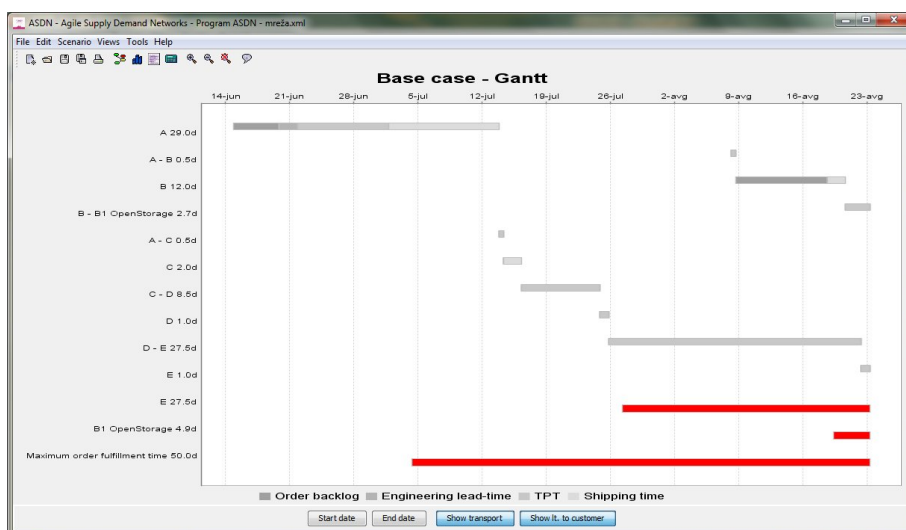 ASDN - Agile Supply Demand Networks - Program ASDN - mreža.xml
File Edit Scenario Views Tools Help
Base case - Gantt
14-jun 21-jun 28-jun 5-jul 12-jul 19-jul 26-jul 2-avg 9-avg 16-avg 23-avg
A 29.0d
A - B 0.5d
B 12.0d
B - B1 OpenStorage 2.7d
A - C 0.5d
C 2.0d
C - D 8.5d
D 1.0d
D - E 27.5d
E 1.0d
E 27.5d
B1 OpenStorage 4.9d
Maximum order fulfillment time 50.0d
Order backlog Engineering lead-time TPT Shipping time
Start date End date Show transport Show lt. to customer